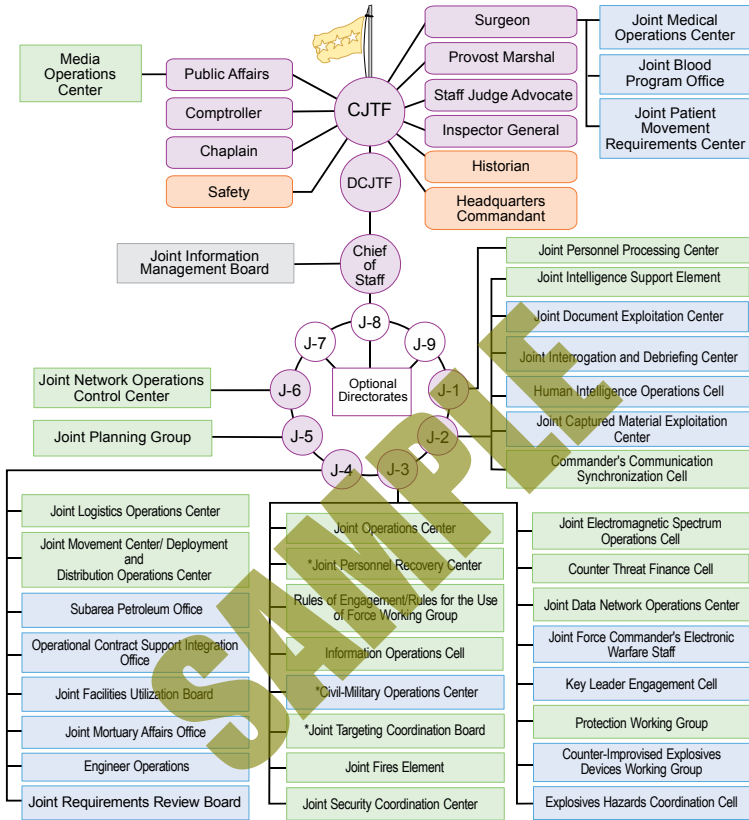 Surgeon
Provost Marshal
Staff Judge Advocate
Inspector General
Historian
Headquarters
Commandant
Joint Medical
Operations Center
Joint Blood
Program Office
Joint Patient
Movement
Requirements Center
Media
Operations
Center
Public Affairs
Comptroller
Chaplain
Safety
CJTF
DCJTF
Chief
of
Staff
Joint Information
Management Board
J-8
J-7
J-9
J-6
J-1
J-5
J-2
J-4
J-3
Optional
Directorates
Joint Network Operations
Control Center
Joint Planning Group
Joint Personnel Processing Center
Joint Intelligence Support Element
Joint Document Exploitation Center
Joint Interrogation and Debriefing Center
Human Intelligence Operations Cell
Joint Captured Material Exploitation
Center
Commander's Communication
Synchronization Cell
Joint Logistics Operations Center
Joint Movement Center/ Deployment
and
Distribution Operations Center
Subarea Petroleum Office
Operational Contract Support Integration
Office
Joint Facilities Utilization Board
Joint Mortuary Affairs Office
Engineer Operations
Joint Requirements Review Board
Joint Operations Center
*Joint Personnel Recovery Center
Rules of Engagement/Rules for the Use
of Force Working Group
Information Operations Cell
*Civil-Military Operations Center
*Joint Targeting Coordination Board
Joint Fires Element
Joint Security Coordination Center
Joint Electromagnetic Spectrum
Operations Cell
Counter Threat Finance Cell
Joint Data Network Operations Center
Joint Force Commander's Electronic
Warfare Staff
Key Leader Engagement Cell
Protection Working Group
Counter-Improvised Explosives
Devices Working Group
Explosives Hazards Coordination Cell
SAMPLE